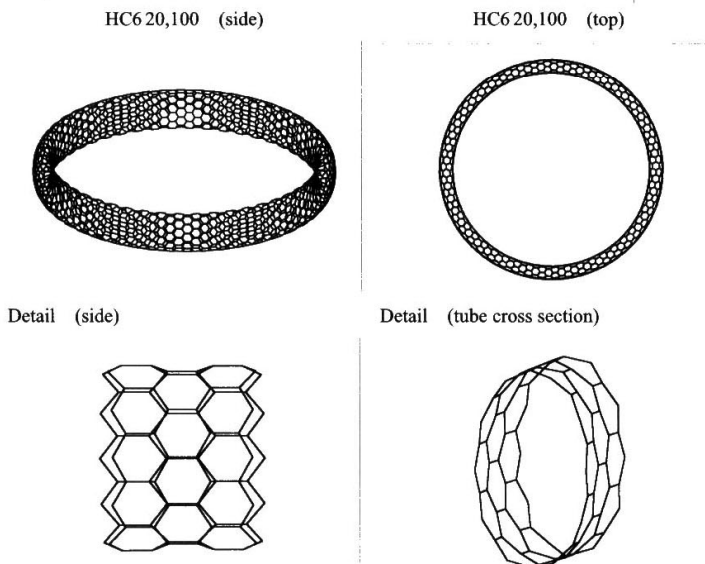 HC6 20,100 (side)
HC6 20,100 (top)
Detail (side)
Detail (tube cross section)